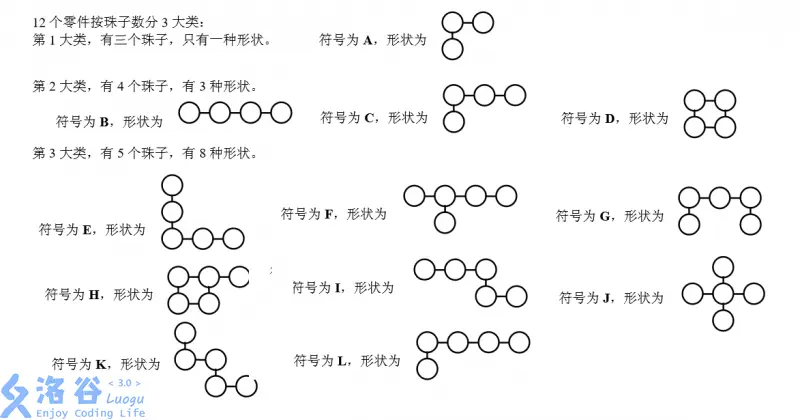 12 个零件按珠子数分 3 大类：
第 1 大类，有三个珠子，只有一种形状。 符号为 A，形状为
第 2 大类，有 4 个珠子，有 3 种形状。
符号为 B，形状为 符号为 C，形状为 符号为 D，形状为
第 3 大类，有 5 个珠子，有 8 种形状。
符号为 E，形状为 符号为 F，形状为 符号为 G，形状为
符号为 H，形状为 符号为 I，形状为 符号为 J，形状为
符号为 K，形状为 符号为 L，形状为
洛谷 < 3.0 > Luogu
Enjoy Coding Life